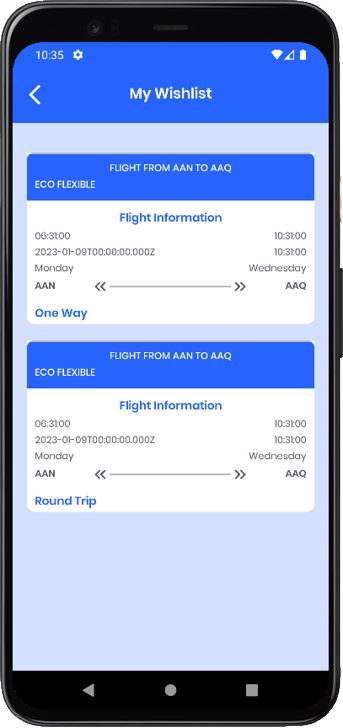 10:35
My Wishlist
FLIGHT FROM AAN TO AAQ
ECO FLEXIBLE
Flight Information
06:31:00 10:31:00
2023-01-09T00:00:00.000Z 10:31:00
Monday Wednesday
AAN AAQ
One Way
FLIGHT FROM AAN TO AAQ
ECO FLEXIBLE
Flight Information
06:31:00 10:31:00
2023-01-09T00:00:00.000Z 10:31:00
Monday Wednesday
AAN AAQ
Round Trip